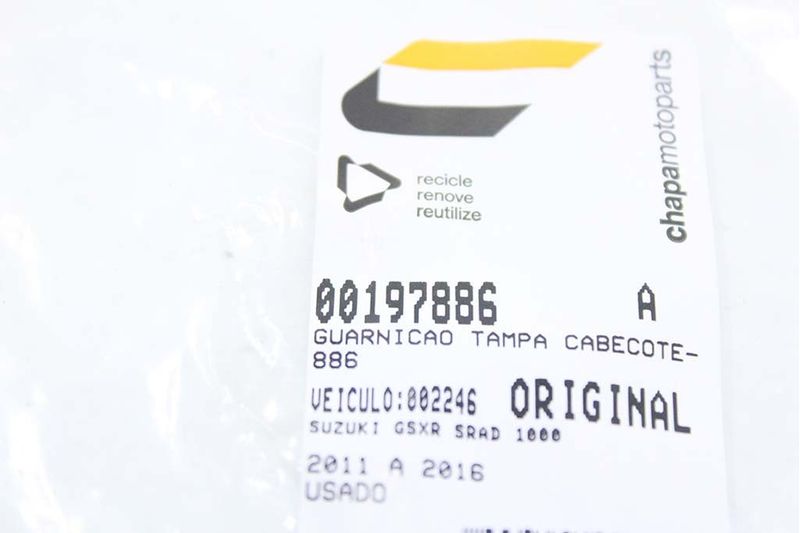 chapamotoparts
recicle
renove
reutilize
00197886 A
GUARNICAO TAMPA CABECOTE-
886
VEICULO:002246 ORIGINAL
SUZUKI GSXR SRAD 1000
2011 A 2016
USADO